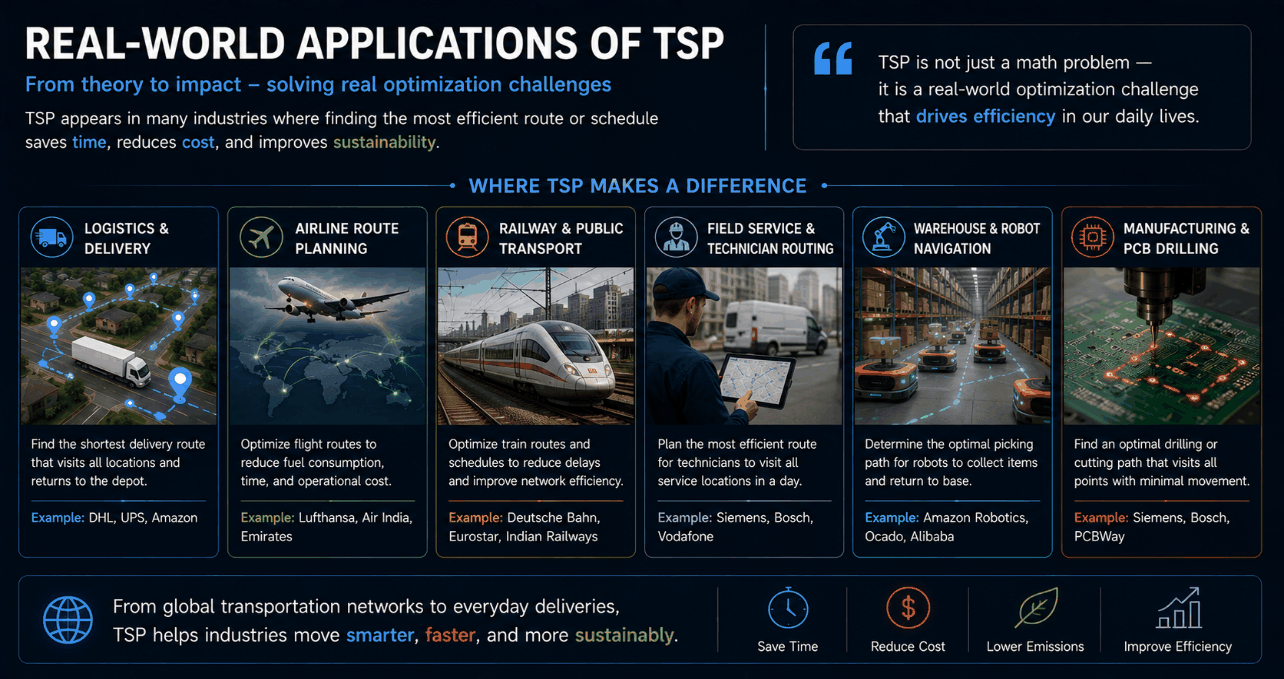 REAL-WORLD APPLICATIONS OF TSP
From theory to impact – solving real optimization challenges
TSP appears in many industries where finding the most efficient route or schedule
saves time, reduces cost, and improves sustainability.
“
TSP is not just a math problem —
it is a real-world optimization challenge
that drives efficiency in our daily lives.
WHERE TSP MAKES A DIFFERENCE
LOGISTICS &
DELIVERY
Find the shortest delivery route
that visits all locations and
returns to the depot.
Example: DHL, UPS, Amazon
AIRLINE ROUTE
PLANNING
Optimize flight routes to
reduce fuel consumption,
time, and operational cost.
Example: Lufthansa, Air India,
Emirates
RAILWAY & PUBLIC
TRANSPORT
Optimize train routes and
schedules to reduce delays
and improve network efficiency.
Example: Deutsche Bahn,
Eurostar, Indian Railways
FIELD SERVICE &
TECHNICIAN ROUTING
Plan the most efficient route
for technicians to visit all
service locations in a day.
Example: Siemens, Bosch,
Vodafone
WAREHOUSE & ROBOT
NAVIGATION
Determine the optimal picking
path for robots to collect items
and return to base.
Example: Amazon Robotics,
Ocado, Alibaba
MANUFACTURING &
PCB DRILLING
Find an optimal drilling or
cutting path that visits all
points with minimal movement.
Example: Siemens, Bosch,
PCBWay
From global transportation networks to everyday deliveries,
TSP helps industries move smarter, faster, and more sustainably.
Save Time
Reduce Cost
Lower Emissions
Improve Efficiency